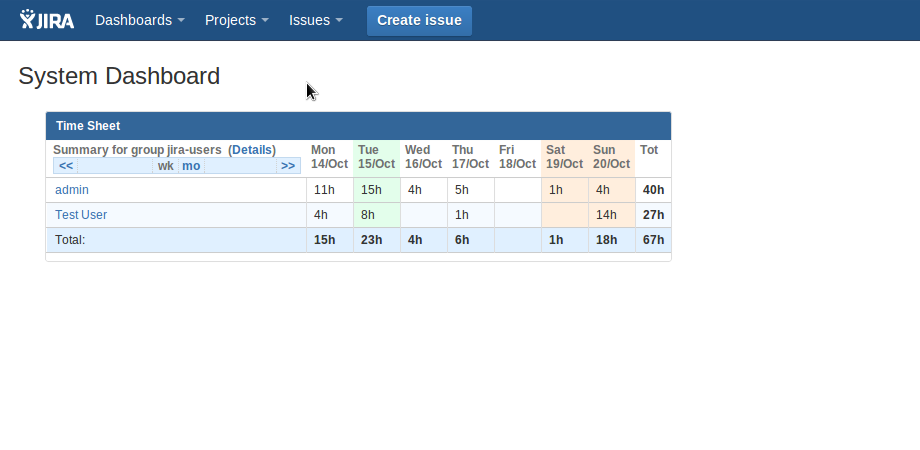 JIRA Dashboards Projects Issues Create issue
System Dashboard
Time Sheet
Summary for group jira-users (Details) Mon Tue Wed Thu Fri Sat Sun Tot
<< wk mo >> 14/Oct 15/Oct 16/Oct 17/Oct 18/Oct 19/Oct 20/Oct
admin 11h 15h 4h 5h 1h 4h 40h
Test User 4h 8h 1h 14h 27h
Total: 15h 23h 4h 6h 1h 18h 67h